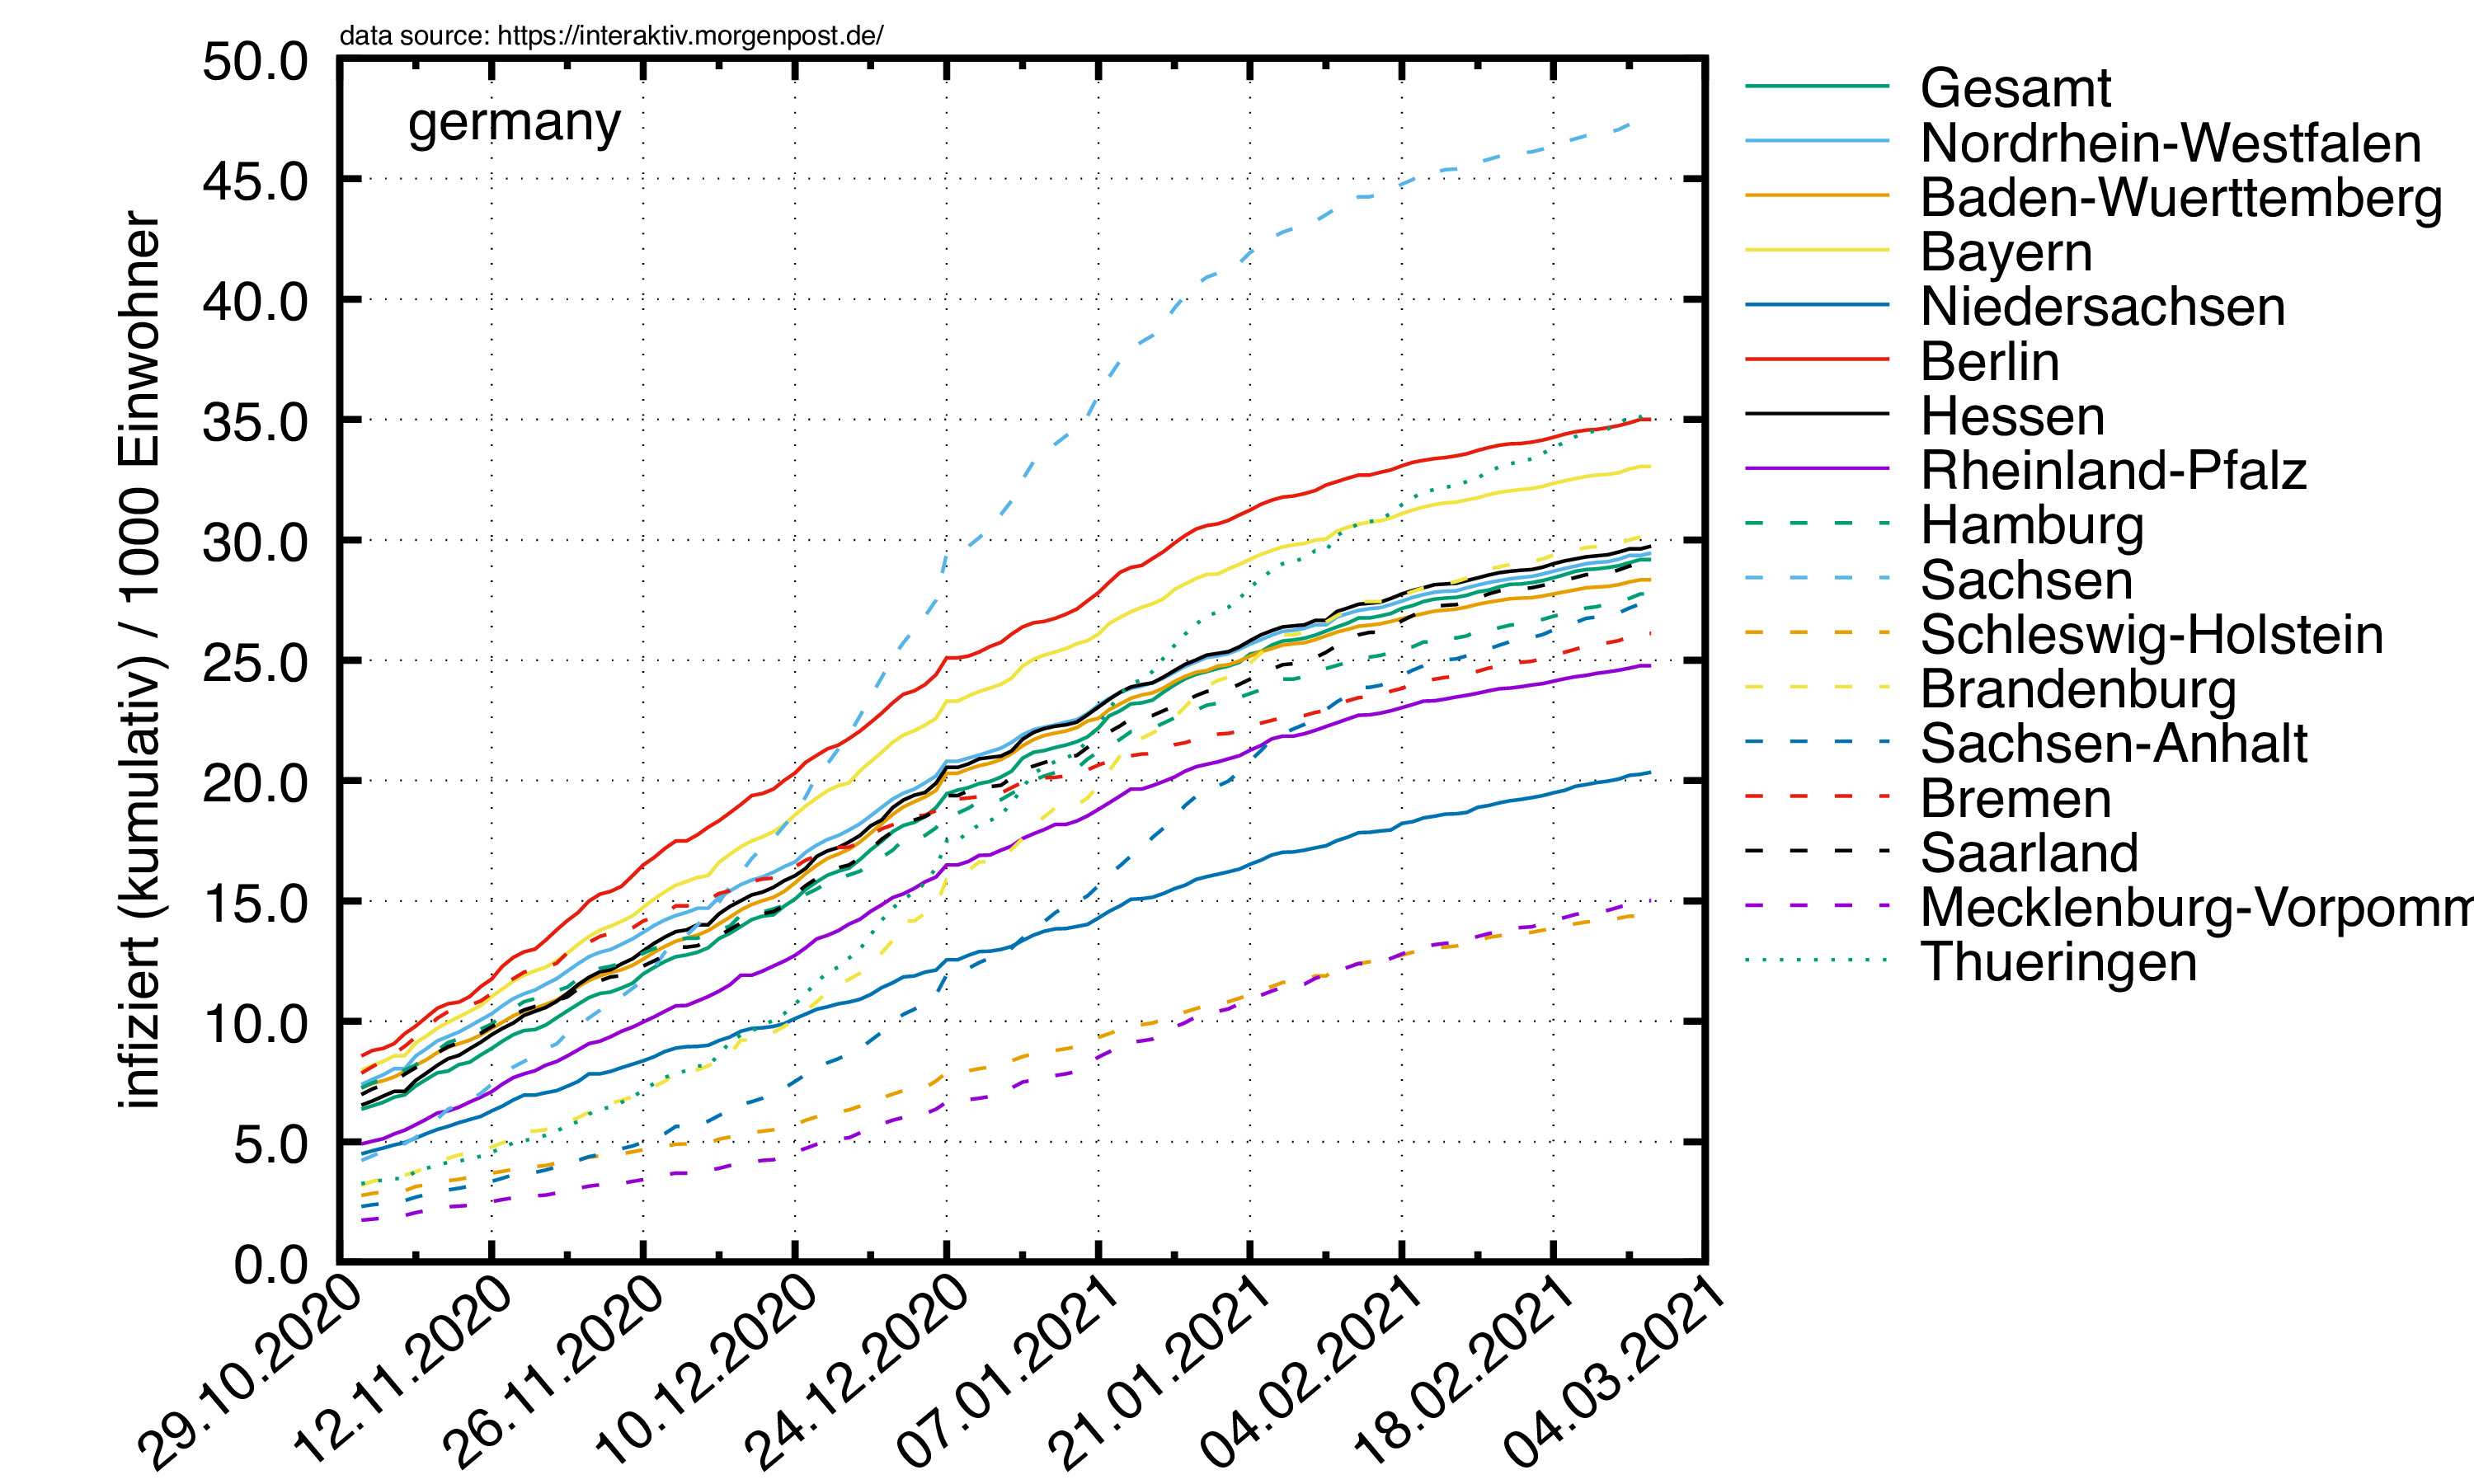 data source: https://interaktiv.morgenpost.de/
germany
infiziert (kumulativ) / 1000 Einwohner
50.0
45.0
40.0
35.0
30.0
25.0
20.0
15.0
10.0
5.0
0.0
29.10.2020
12.11.2020
26.11.2020
10.12.2020
24.12.2020
07.01.2021
21.01.2021
04.02.2021
18.02.2021
04.03.2021
Gesamt
Nordrhein-Westfalen
Baden-Wuerttemberg
Bayern
Niedersachsen
Berlin
Hessen
Rheinland-Pfalz
Hamburg
Sachsen
Schleswig-Holstein
Brandenburg
Sachsen-Anhalt
Bremen
Saarland
Mecklenburg-Vorpomm
Thueringen